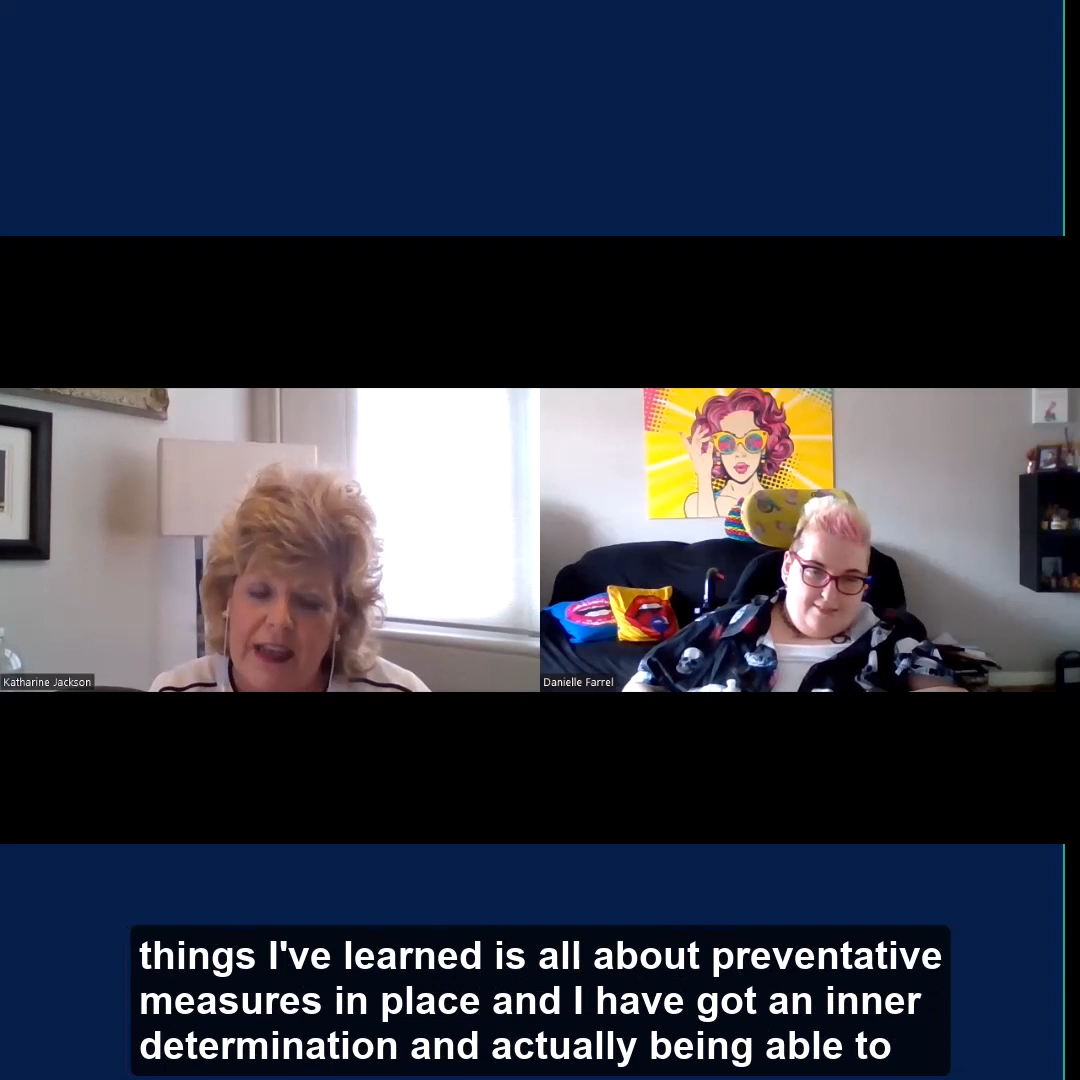 Katharine Jackson
Danielle Farrel
things I've learned is all about preventative
measures in place and I have got an inner
determination and actually being able to